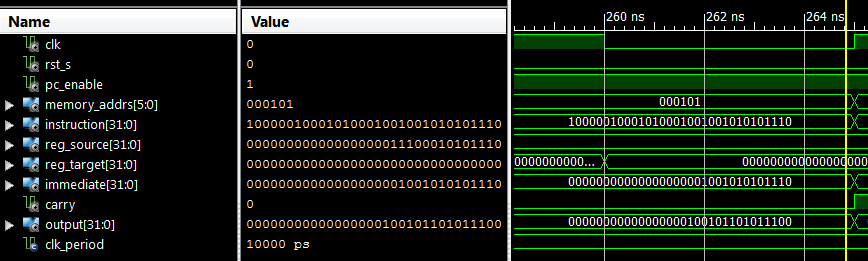 Name Value 260 ns 262 ns 264 ns
clk 0
rst_s 0
pc_enable 1
memory_addrs[5:0] 000101 000101
instruction[31:0] 10000010001010001001001010101110 10000010001010001001001010101110
reg_source[31:0] 00000000000000000011100010101110
reg_target[31:0] 00000000000000000000000000000000 0000000000... 0000000000000000
immediate[31:0] 00000000000000000001001010101110 00000000000000000001001010101110
carry 0
output[31:0] 00000000000000000100101101011100 00000000000000000100101101011100
clk_period 10000 ps